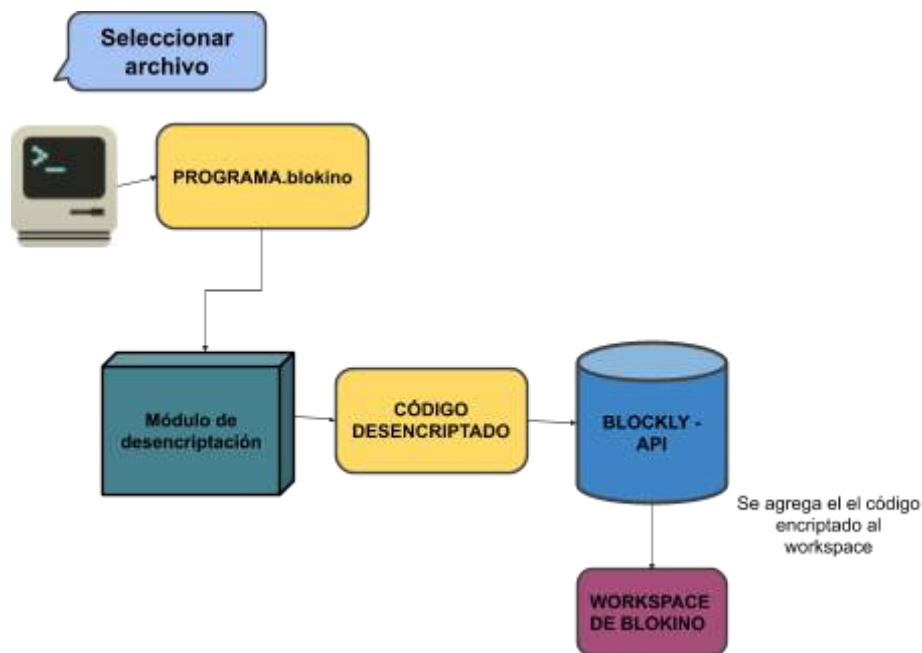 Seleccionar
archivo
>_
PROGRAMA.blokino
Módulo de
desencriptación
CÓDIGO
DESENCRIPTADO
BLOCKLY -
API
Se agrega el el código
encriptado al
workspace
WORKSPACE
DE BLOKINO